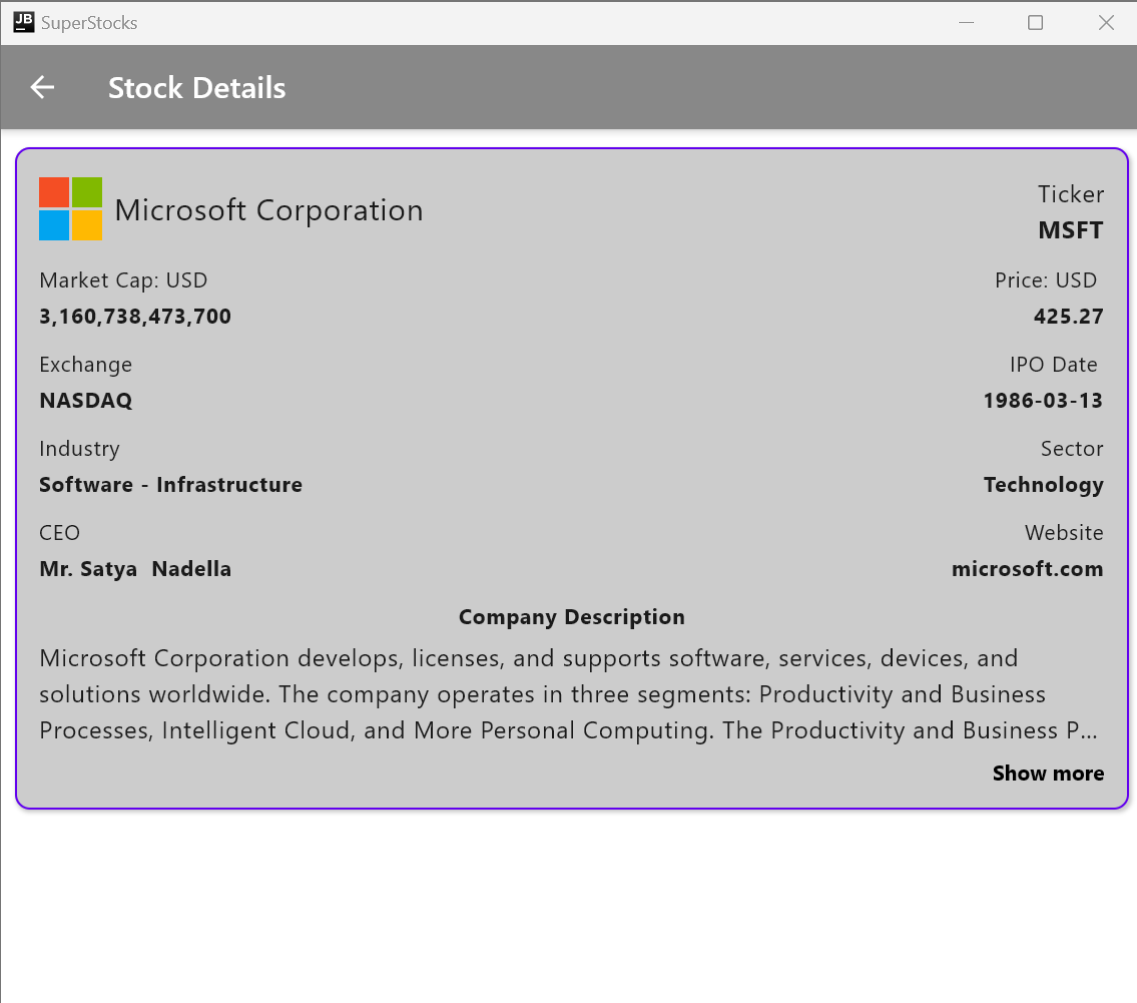 JB SuperStocks
Stock Details
Microsoft Corporation
Ticker
MSFT
Market Cap: USD
Price: USD
3,160,738,473,700
425.27
Exchange
IPO Date
NASDAQ
1986-03-13
Industry
Sector
Software - Infrastructure
Technology
CEO
Website
Mr. Satya  Nadella
microsoft.com
Company Description
Microsoft Corporation develops, licenses, and supports software, services, devices, and
solutions worldwide. The company operates in three segments: Productivity and Business
Processes, Intelligent Cloud, and More Personal Computing. The Productivity and Business P...
Show more